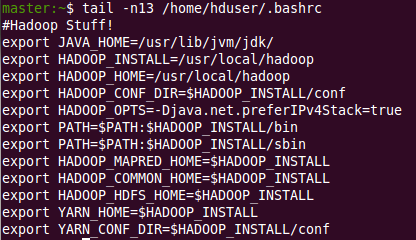 master:~$ tail -n13 /home/hduser/.bashrc
#Hadoop Stuff!
export JAVA_HOME=/usr/lib/jvm/jdk/
export HADOOP_INSTALL=/usr/local/hadoop
export HADOOP_HOME=/usr/local/hadoop
export HADOOP_CONF_DIR=$HADOOP_INSTALL/conf
export HADOOP_OPTS=-Djava.net.preferIPv4Stack=true
export PATH=$PATH:$HADOOP_INSTALL/bin
export PATH=$PATH:$HADOOP_INSTALL/sbin
export HADOOP_MAPRED_HOME=$HADOOP_INSTALL
export HADOOP_COMMON_HOME=$HADOOP_INSTALL
export HADOOP_HDFS_HOME=$HADOOP_INSTALL
export YARN_HOME=$HADOOP_INSTALL
export YARN_CONF_DIR=$HADOOP_INSTALL/conf